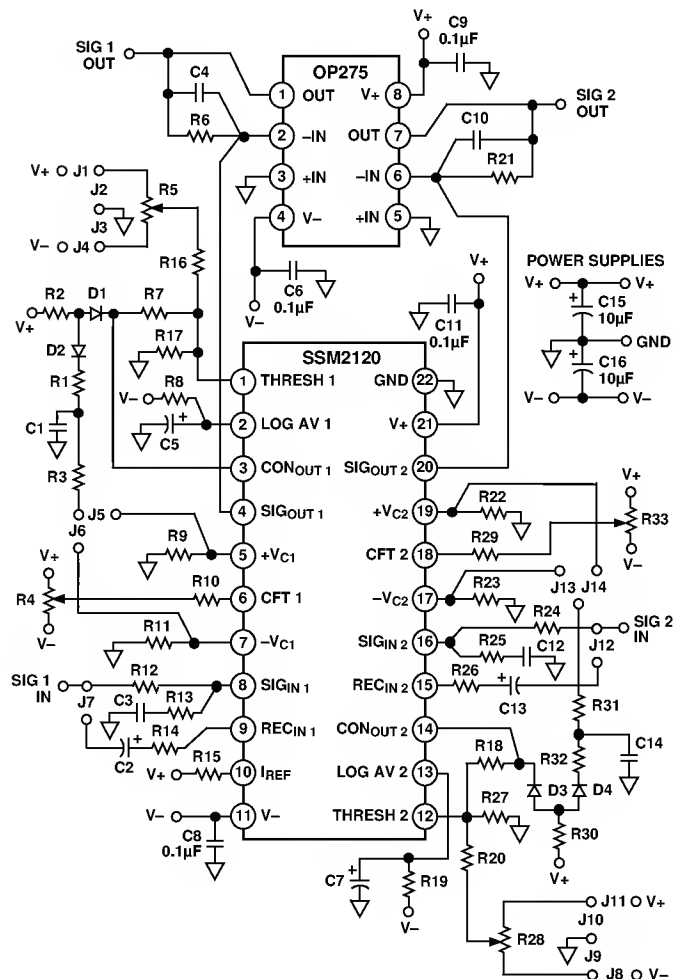 V+
C9
0.1µF
SIG 1
OUT
C4
OP275
1 OUT
V+ 8
C10
SIG 2
OUT
OUT 7
R6
2 –IN
R21
–IN 6
V+ J1
J2
R5
3 +IN
+IN 5
J3
V– J4
4 V–
R16
C6
0.1µF
V–
V+
POWER SUPPLIES
V+ V+
+ C15
10µF
GND
+ C16
10µF
V– V–
R2
V+
D1
R7
D2
R17
C11
0.1µF
R1
SSM2120
R8
V–
1 THRESH 1
GND 22
C1
C5 +
2 LOG AV 1
V+ 21
R3
3 CONOUT 1
SIGOUT 2 20
J5
4 SIGOUT 1
+VC2 19
R22
V+
R33
V–
J6
R9
5 +VC1
CFT 2 18
R29
V+
R4
V–
R10
6 CFT 1
–VC2 17
R23
J13 J14
R11
7 –VC1
SIGIN 2 16
R24
SIG 2
IN
J12
R25
C12
SIG 1
IN
J7
R12
R13
C3
8 SIGIN 1
RECIN 2 15
R26
+
C13
R31
C2 +
R14
9 RECIN 1
CONOUT 2 14
R18
R32
C14
V+
R15
10 IREF
LOG AV 2 13
D3 D4
V–
11 V–
THRESH 2 12
R27
R30
V+
C8
0.1µF
R20
C7 +
R19
V–
R28
J11 V+
J10
J9
J8 V–